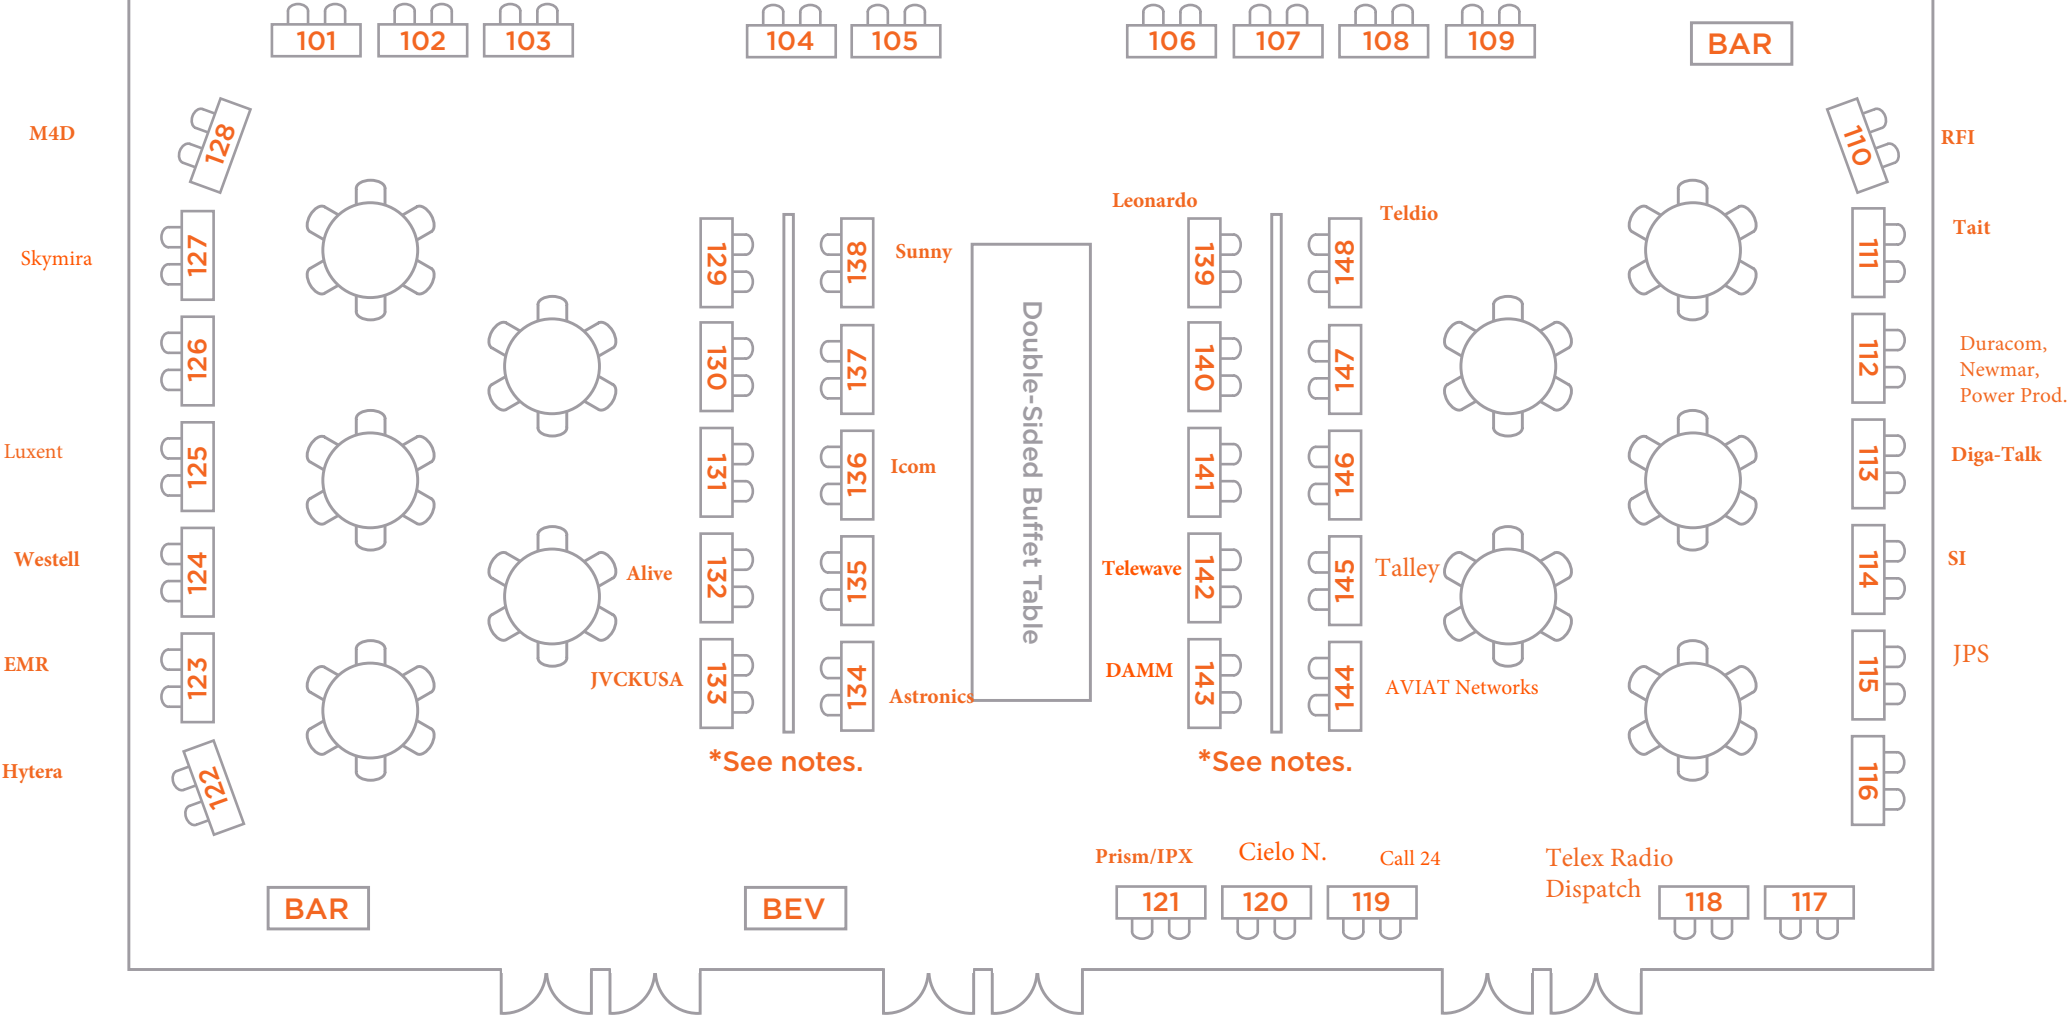 101
102
103
104
105
106
107
108
109
BAR
M4D
128
110
RFI
Leonardo
Teldio
Tait
Skymira
127
129
138
Sunny
139
148
111
126
130
137
140
147
112
Duracom,
Newmar,
Power Prod.
Double-Sided Buffet Table
Luxent
125
131
136
Icom
141
146
113
Diga-Talk
Westell
124
Alive
132
135
Telewave
142
145
Talley
114
SI
EMR
123
JVCKUSA
133
134
Astronics
DAMM
143
144
AVIAT Networks
115
JPS
Hytera
122
*See notes.
*See notes.
116
Prism/IPX
Cielo N.
Call 24
Telex Radio
Dispatch
BAR
BEV
121
120
119
118
117